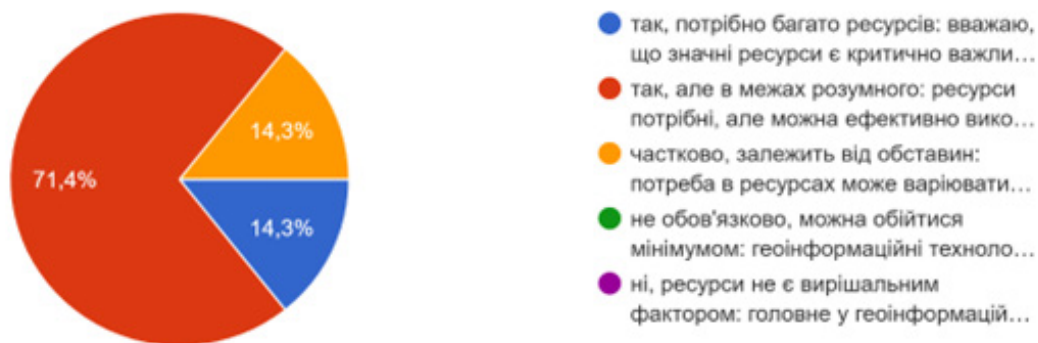 71,4%
14,3%
14,3%
так, потрібно багато ресурсів: вважаю,
що значні ресурси є критично важли...
так, але в межах розумного: ресурси
потрібні, але можна ефективно вико...
частково, залежить від обставин:
потреба в ресурсах може варіювати...
не обов'язково, можна обійтися
мінімумом: геоінформаційні техноло...
ні, ресурси не є вирішальним
фактором: головне у геоінформацій...